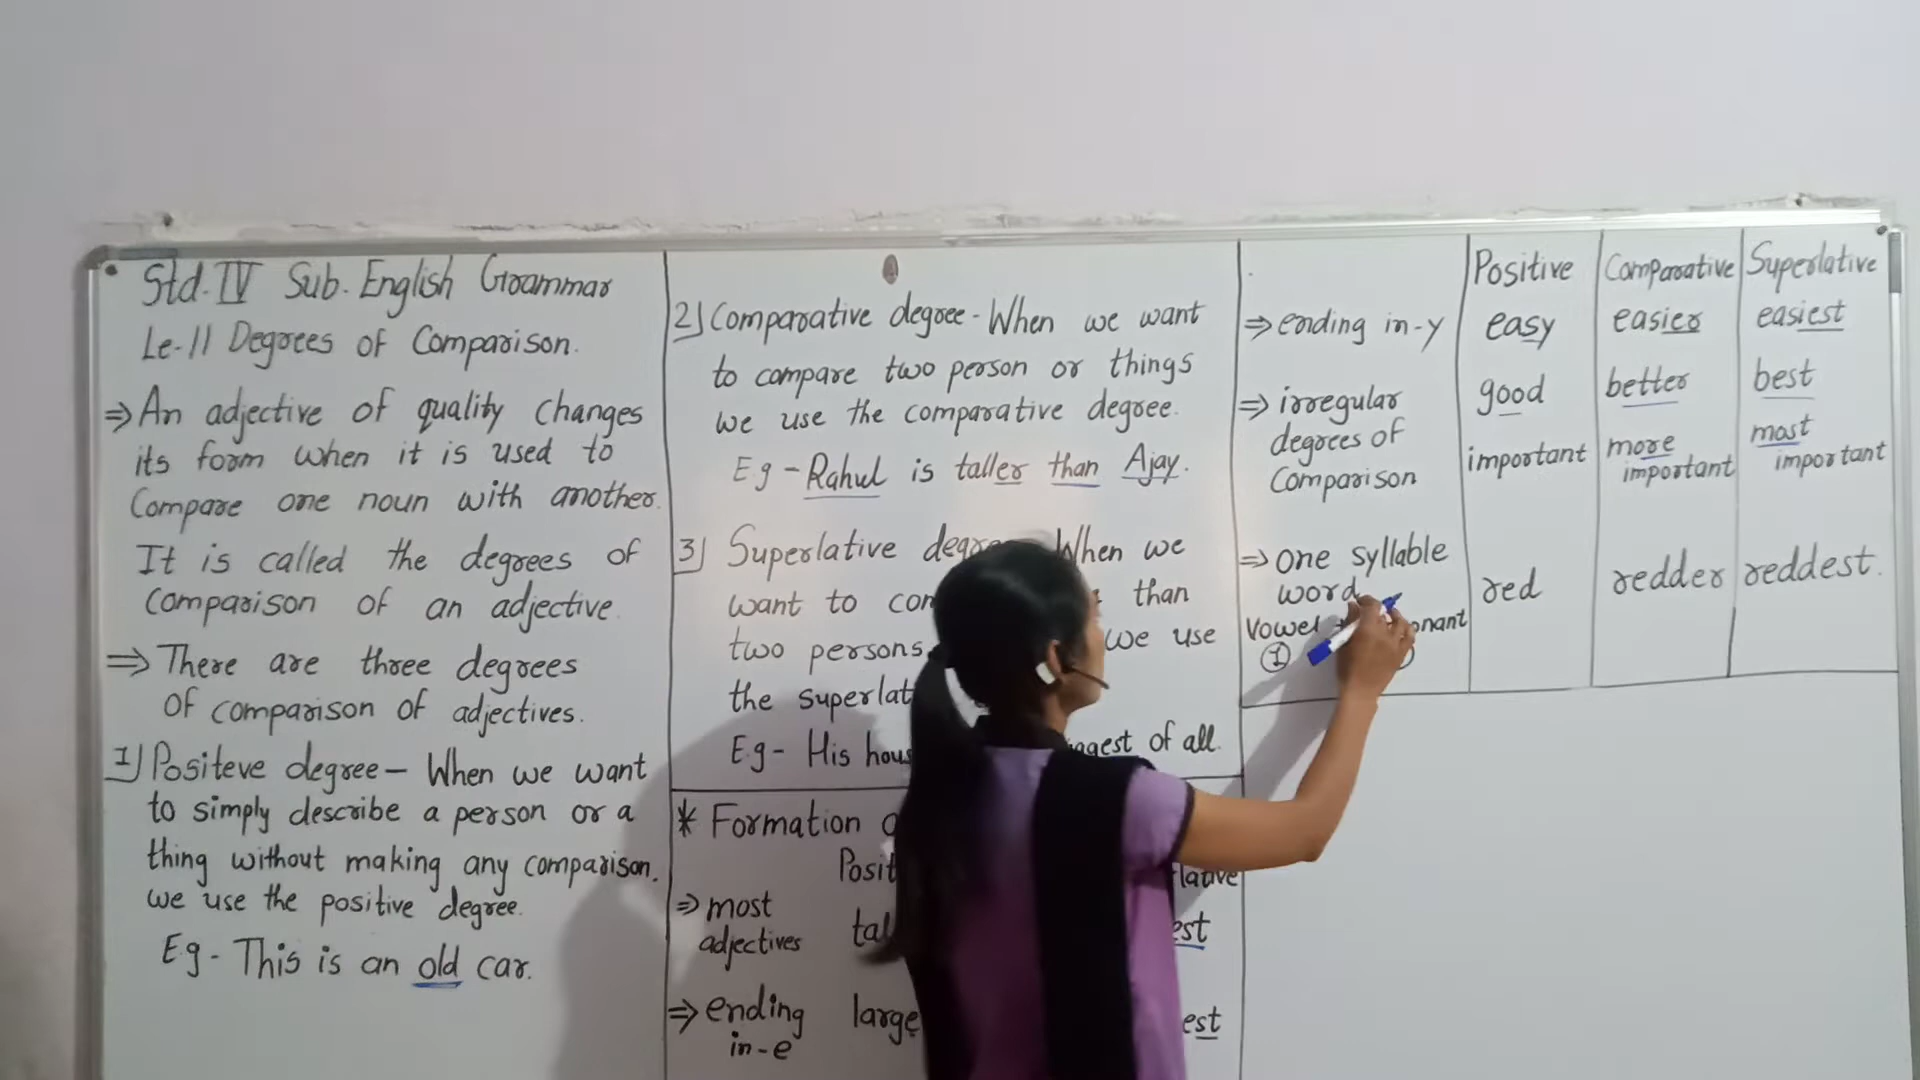 Std. IV Sub. English Grammar
Le-11 Degrees of Comparison.
⇒ An adjective of quality changes
its form when it is used to
Compare one noun with another.
It is called the degrees of
Comparison of an adjective.
⇒ There are three degrees
Of comparison of adjectives.
1) Positeve degree – When we want
to simply describe a person or a
thing without making any comparison.
we use the positive degree.
E.g - This is an old car.
2) Comparative degree - When we want
to compare two person or things
we use the comparative degree.
E.g - Rahul is taller than Ajay.
3) Superlative When we
want to than
two persons we use
the
E.g - His of all.
* Formation
⇒ most
adjectives
est
⇒ ending large
in - e
est
Positive Comparative Superlative
⇒ ending in - y easy easier easiest
⇒ irregular good better best
degrees of
Comparison
important more important most important
⇒ One syllable
word
red redder reddest.
1